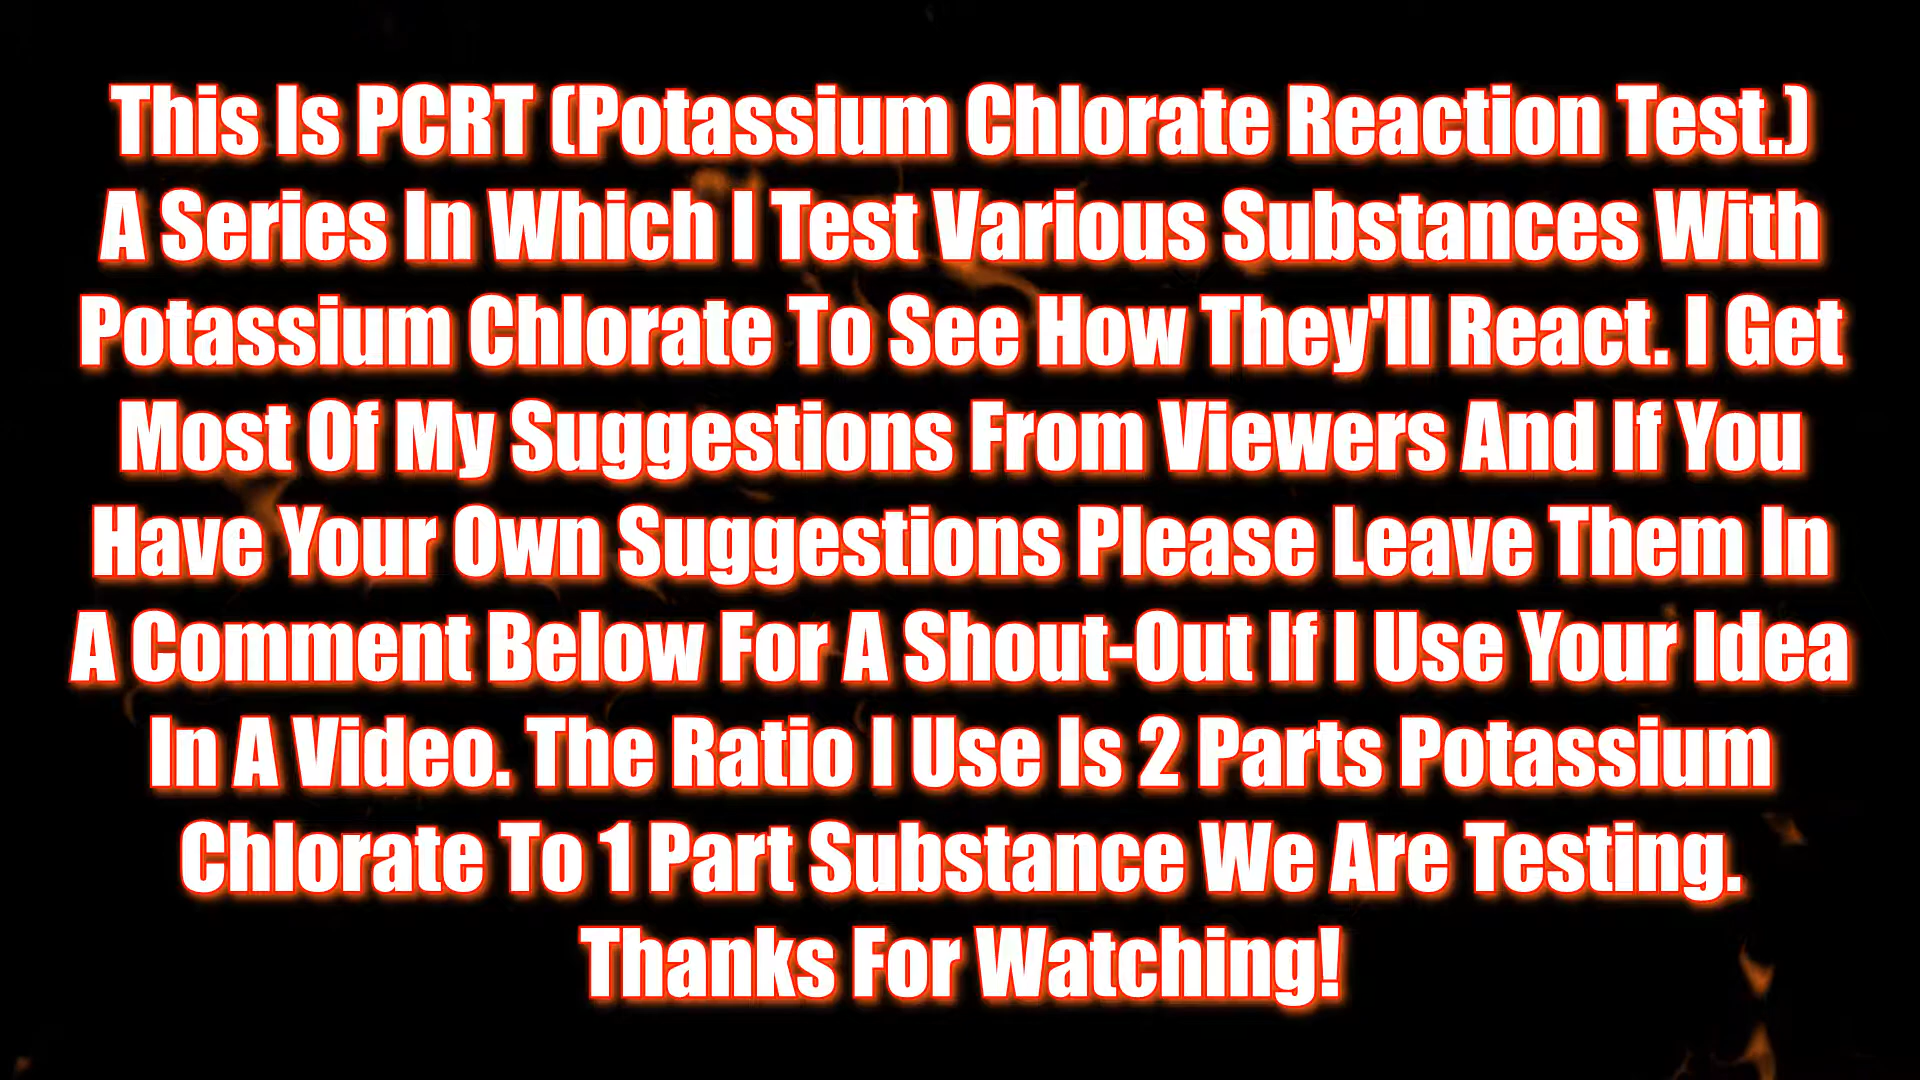 This Is PCRT (Potassium Chlorate Reaction Test.)
A Series In Which I Test Various Substances With
Potassium Chlorate To See How They'll React. I Get
Most Of My Suggestions From Viewers And If You
Have Your Own Suggestions Please Leave Them In
A Comment Below For A Shout-Out If I Use Your Idea
In A Video. The Ratio I Use Is 2 Parts Potassium
Chlorate To 1 Part Substance We Are Testing.
Thanks For Watching!